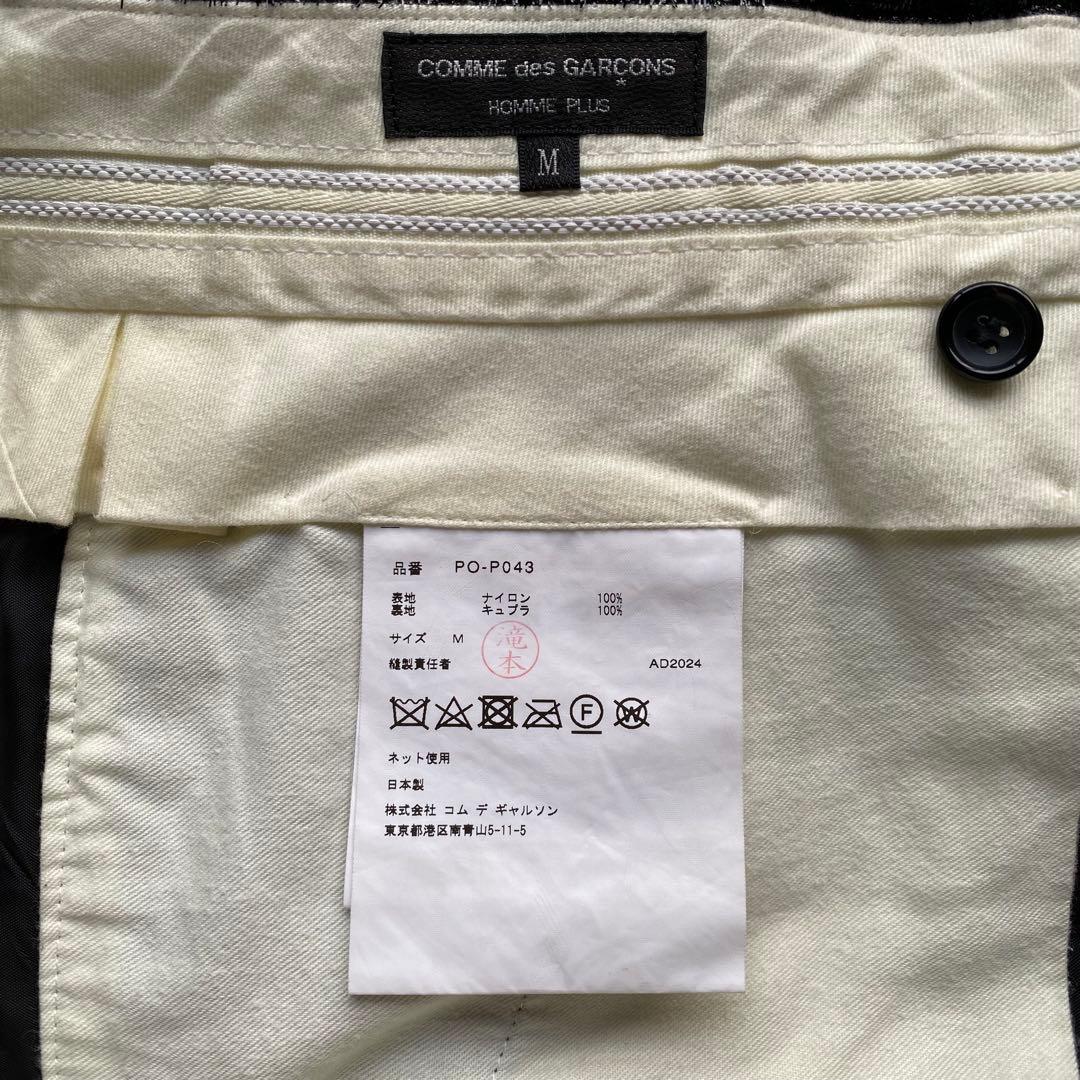 COMME des GARÇONS
HOMME PLUS
M
品番 PO-P043
表地 ナイロン 100%
裏地 キュプラ 100%
サイズ M
滝本
縫製責任者 AD2024
F W
ネット使用
日本製
株式会社 コム デ ギャルソン
東京都港区南青山5-11-5